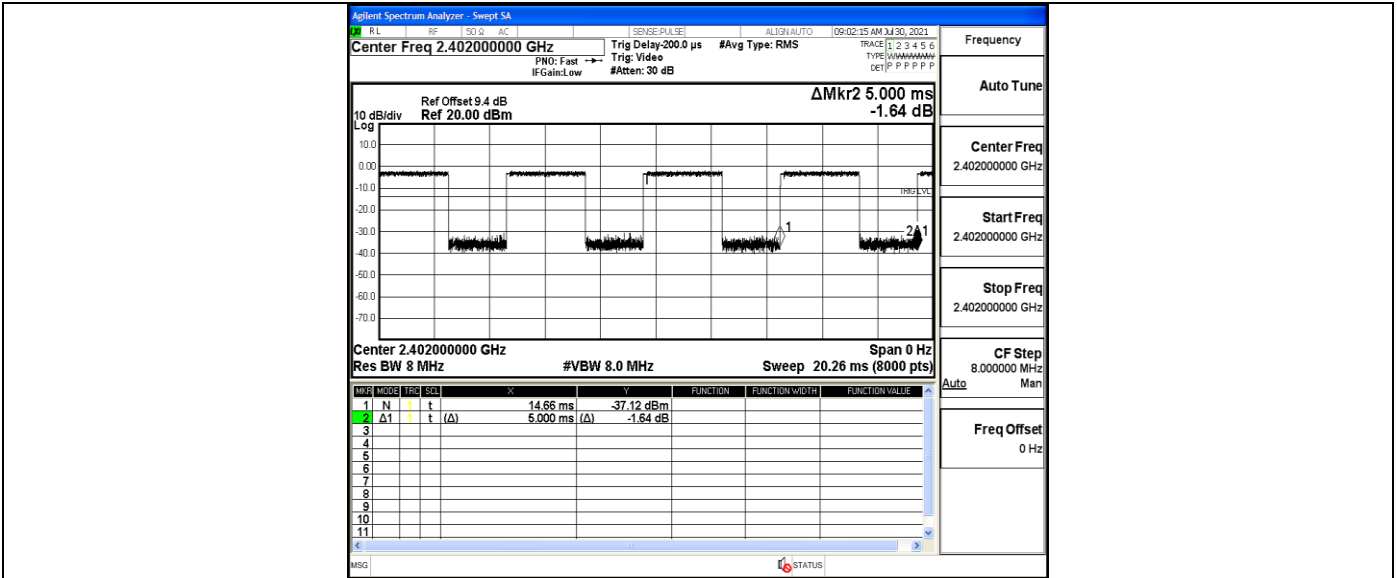 Agilent Spectrum Analyzer - Swept SA
LXI RL RF 50 Ω AC SENSE:PULSE ALIGNAUTO 09:02:15 AM Jul 30, 2021
Center Freq 2.402000000 GHz
PNO: Fast
IFGain:Low
Trig Delay-200.0 µs
Trig: Video
#Atten: 30 dB
#Avg Type: RMS
TRACE 1 2 3 4 5 6
TYPE WWWWWW
DET P P P P P P
ΔMkr2 5.000 ms
-1.64 dB
Ref Offset 9.4 dB
10 dB/div Ref 20.00 dBm
Log
10.0
0.00
-10.0
TRIG LVL
-20.0
-30.0
1
2Δ1
-40.0
-50.0
-60.0
-70.0
Center 2.402000000 GHz Span 0 Hz
Res BW 8 MHz #VBW 8.0 MHz Sweep 20.26 ms (8000 pts)
MKR MODE TRC SCL X Y FUNCTION FUNCTION WIDTH FUNCTION VALUE
1 N 1 t 14.66 ms -37.12 dBm
2 Δ1 1 t (Δ) 5.000 ms (Δ) -1.64 dB
3
4
5
6
7
8
9
10
11
MSG STATUS
Frequency
Auto Tune
Center Freq
2.402000000 GHz
Start Freq
2.402000000 GHz
Stop Freq
2.402000000 GHz
CF Step
8.000000 MHz
Auto Man
Freq Offset
0 Hz